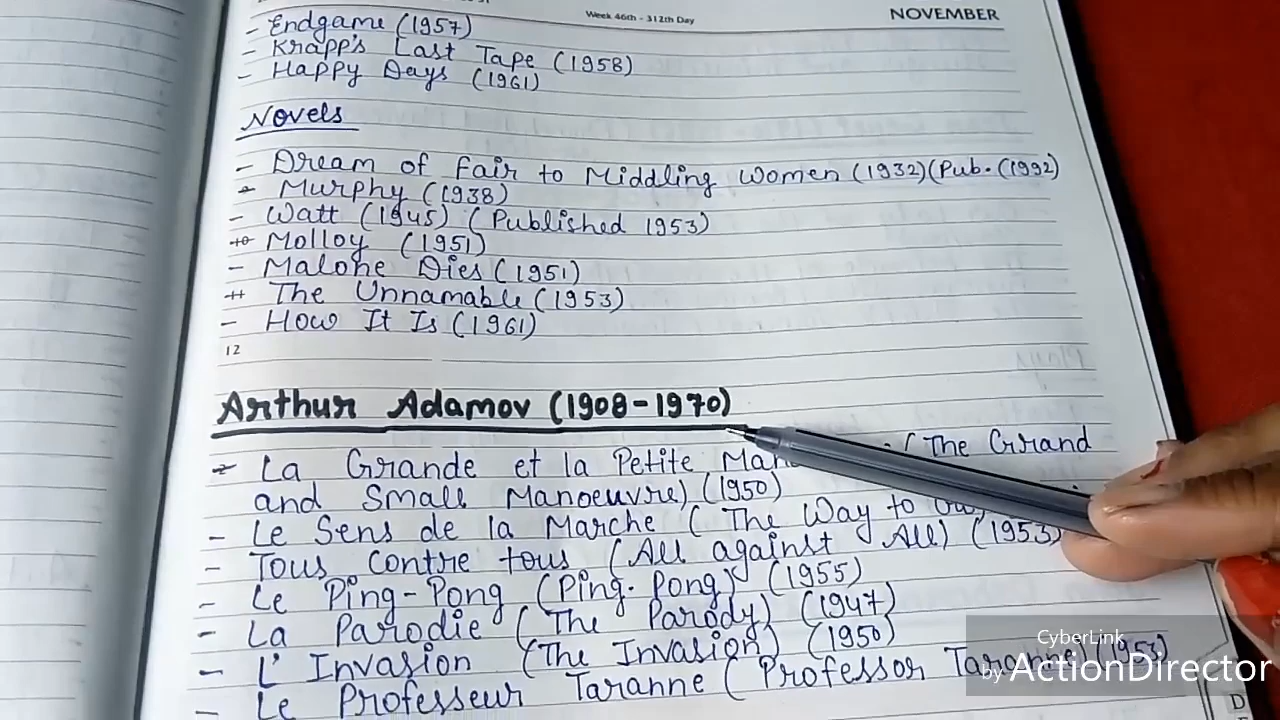 Week 46th - 312th Day
NOVEMBER
- Endgame (1957)
- Krapp's Last Tape (1958)
- Happy Days (1961)
Novels
- Dream of Fair to Middling Women (1932) (Pub. (1992)
- Murphy (1938)
- Watt (1945) (Published 1953)
- Molloy (1951)
- Malone Dies (1951)
- The Unnamable (1953)
- How It Is (1961)
12
Arthur Adamov (1908-1970)
- La Grande et la Petite (The Grand
and Small Manoeuvre) (1950)
- Le Sens de la Marche (The Way to
- Tous contre tous (All against All) (1953)
- Le Ping-Pong (Ping-Pong) (1955)
- La Parodie (The Parody) (1947)
- L'Invasion (The Invasion) (1950)
- Le Professeur Taranne (Professor Taranne) (1953)
CyberLink
by ActionDirector
D